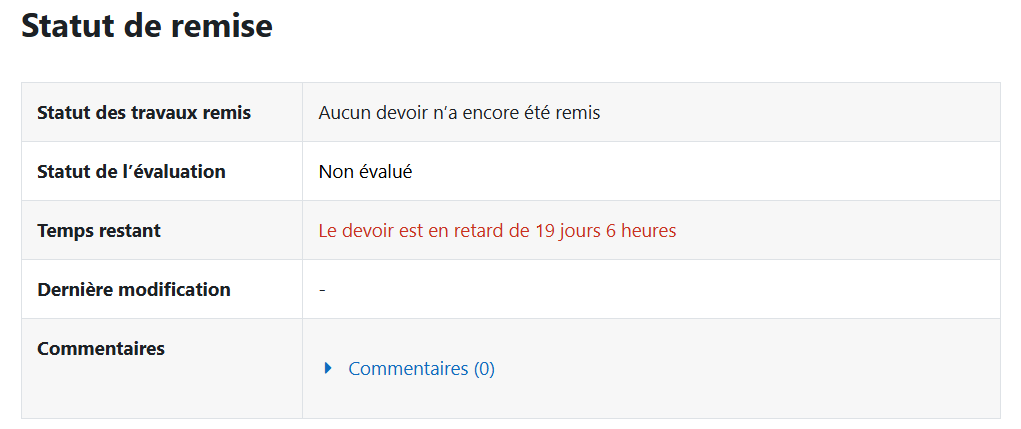 Statut de remise
Statut des travaux remis Aucun devoir n’a encore été remis
Statut de l’évaluation Non évalué
Temps restant Le devoir est en retard de 19 jours 6 heures
Dernière modification -
Commentaires
Commentaires (0)